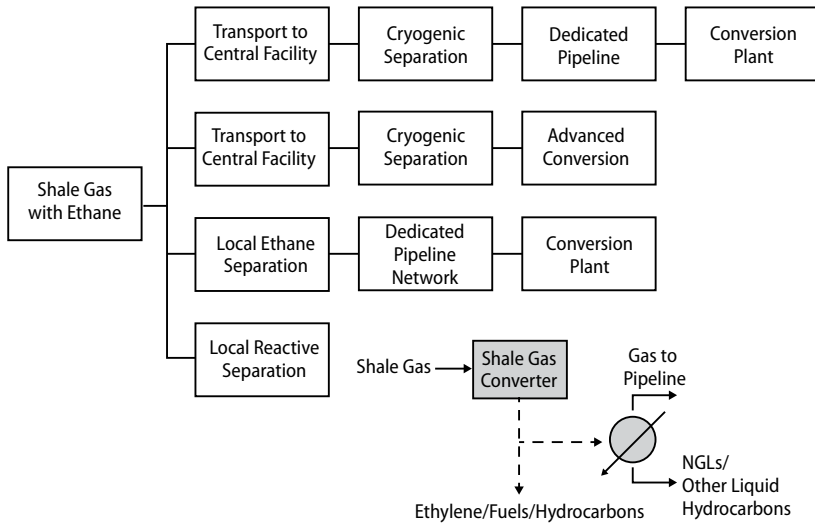 Transport to
Central Facility
Cryogenic
Separation
Dedicated
Pipeline
Conversion
Plant
Transport to
Central Facility
Cryogenic
Separation
Advanced
Conversion
Shale Gas
with Ethane
Local Ethane
Separation
Dedicated
Pipeline
Network
Conversion
Plant
Local Reactive
Separation
Shale Gas
Shale Gas
Converter
Gas to
Pipeline
NGLs/
Other Liquid
Hydrocarbons
Ethylene/Fuels/Hydrocarbons